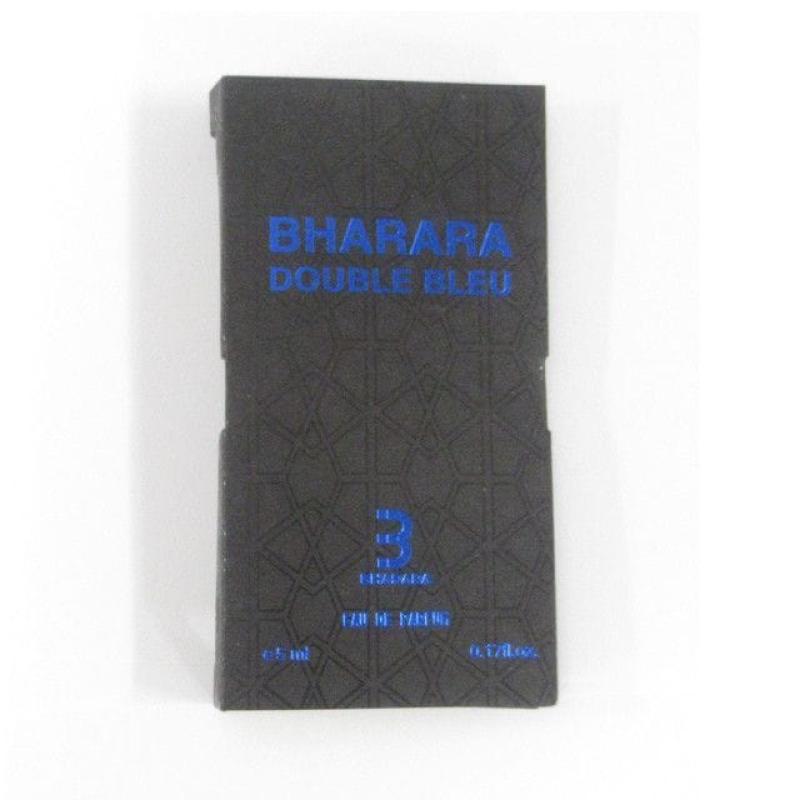 BHARARA
DOUBLE BLEU
B
BHARARA
EAU DE PARFUM
e 5 ml 0.17fl.oz.